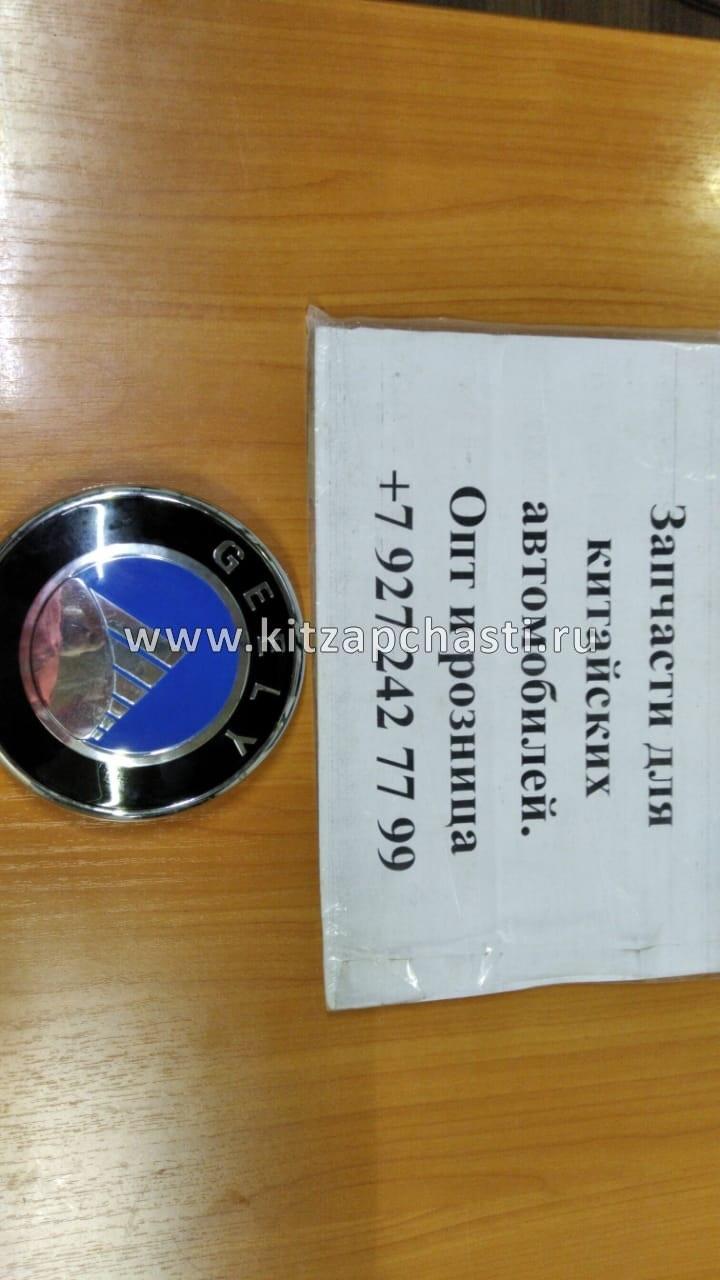 GEELY
Запчасти для
китайских
автомобилей.
Опт и розница
+7 927 242 77 99
www.kitzapchasti.ru